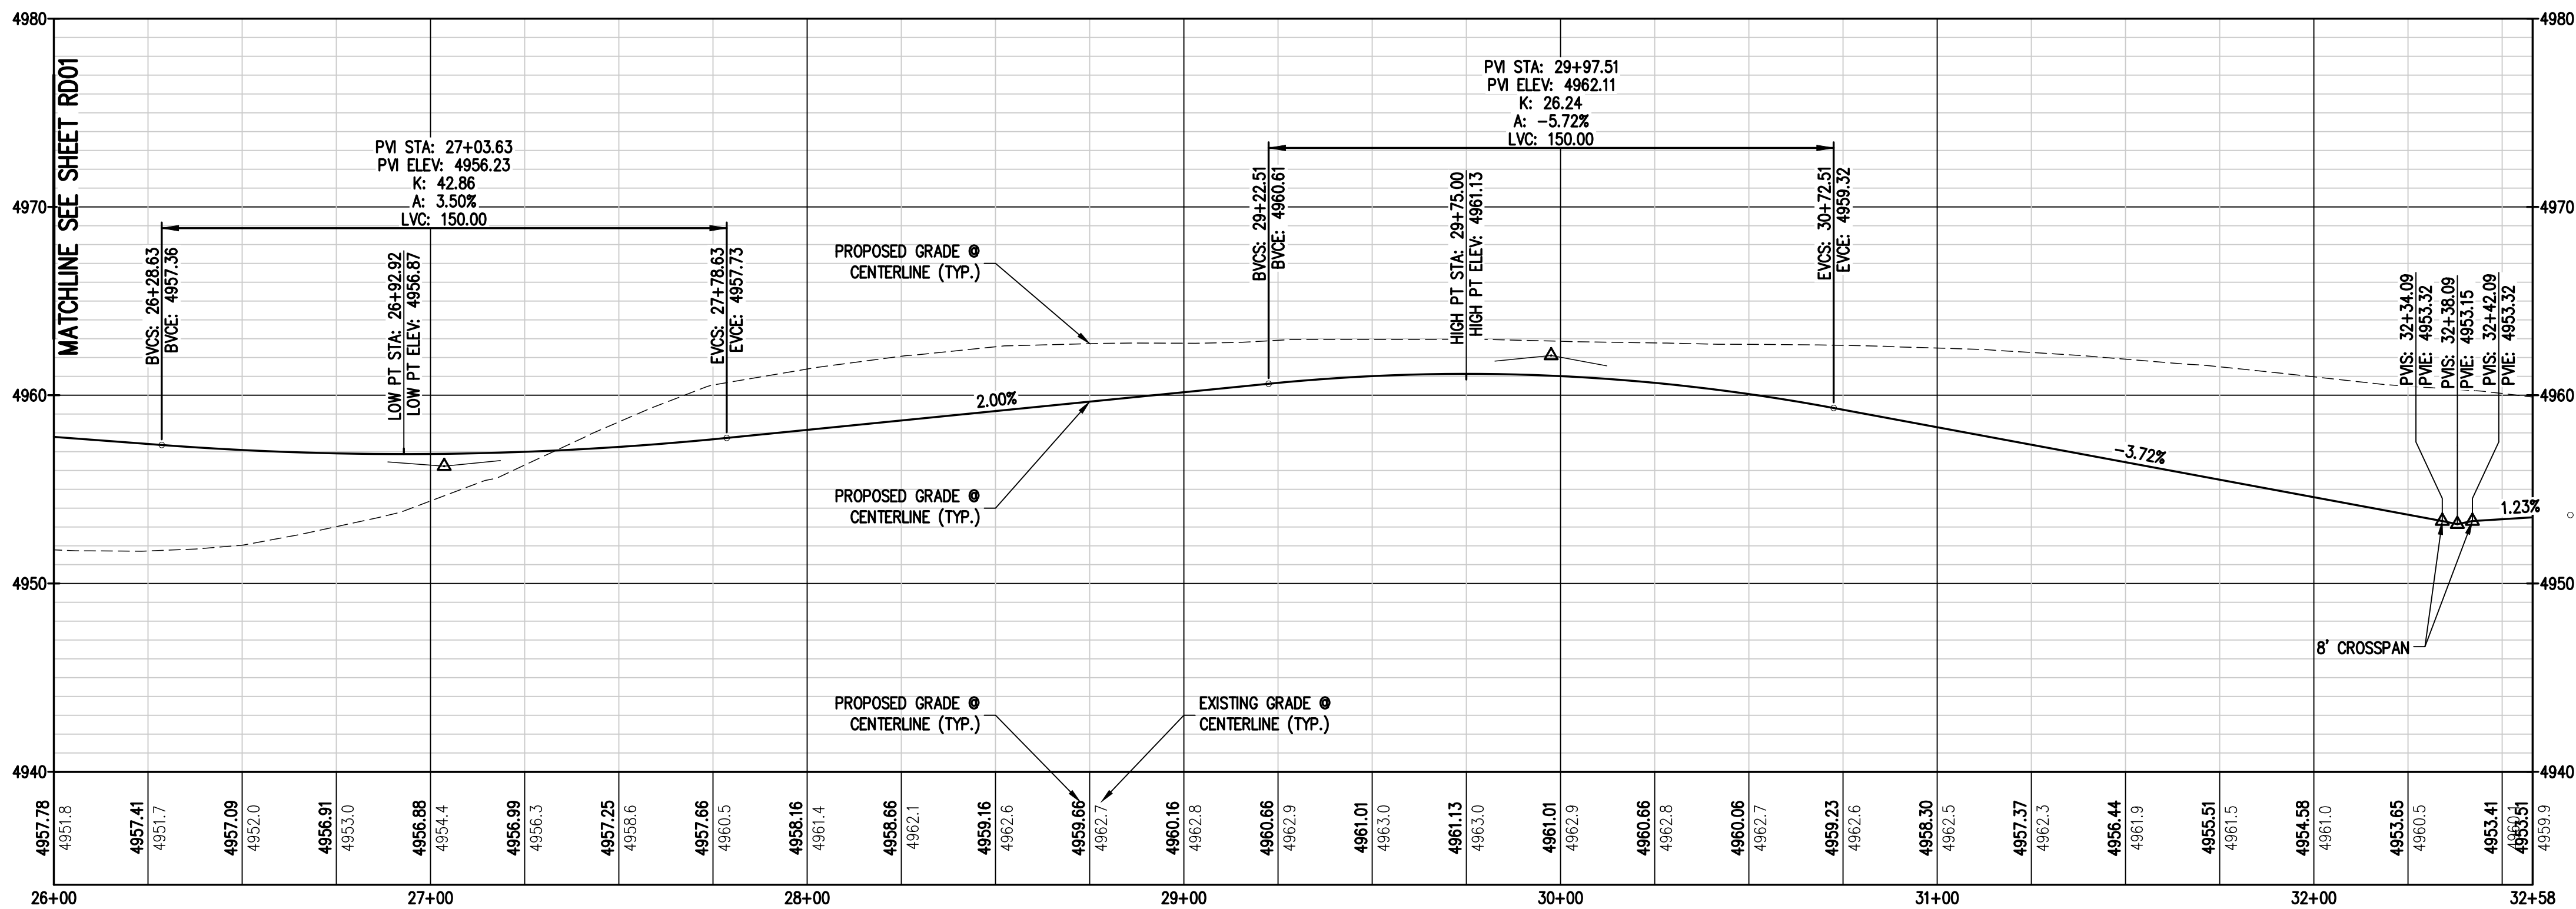 4980
4980
MATCHLINE SEE SHEET RD01
PVI STA: 27+03.63
PVI ELEV: 4956.23
K: 42.86
A: 3.50%
LVC: 150.00
BVCS: 26+28.63
BVCE: 4957.36
LOW PT STA: 26+92.92
LOW PT ELEV: 4956.87
EVCS: 27+78.63
EVCE: 4957.73
PROPOSED GRADE @
CENTERLINE (TYP.)
PVI STA: 29+97.51
PVI ELEV: 4962.11
K: 26.24
A: -5.72%
LVC: 150.00
BVCS: 29+22.51
BVCE: 4960.61
HIGH PT STA: 29+75.00
HIGH PT ELEV: 4961.13
EVCS: 30+72.51
EVCE: 4959.32
PVIS: 32+34.09
PVIE: 4953.32
PVIS: 32+38.09
PVIE: 4953.15
PVIS: 32+42.09
PVIE: 4953.32
4970
4970
4960
4960
2.00%
-3.72%
1.23%
PROPOSED GRADE @
CENTERLINE (TYP.)
4950
4950
8' CROSSPAN
PROPOSED GRADE @
CENTERLINE (TYP.)
EXISTING GRADE @
CENTERLINE (TYP.)
4940
4940
4957.78
4951.8
4957.41
4951.7
4957.09
4952.0
4956.91
4953.0
4956.88
4954.4
4956.99
4956.3
4957.25
4958.6
4957.66
4960.5
4958.16
4961.4
4958.66
4962.1
4959.16
4962.6
4959.66
4962.7
4960.16
4962.8
4960.66
4962.9
4961.01
4963.0
4961.13
4963.0
4961.01
4962.9
4960.66
4962.8
4960.06
4962.7
4959.23
4962.6
4958.30
4962.5
4957.37
4962.3
4956.44
4961.9
4955.51
4961.5
4954.58
4961.0
4953.65
4960.5
4953.41
4953.51
4959.9
26+00
27+00
28+00
29+00
30+00
31+00
32+00
32+58